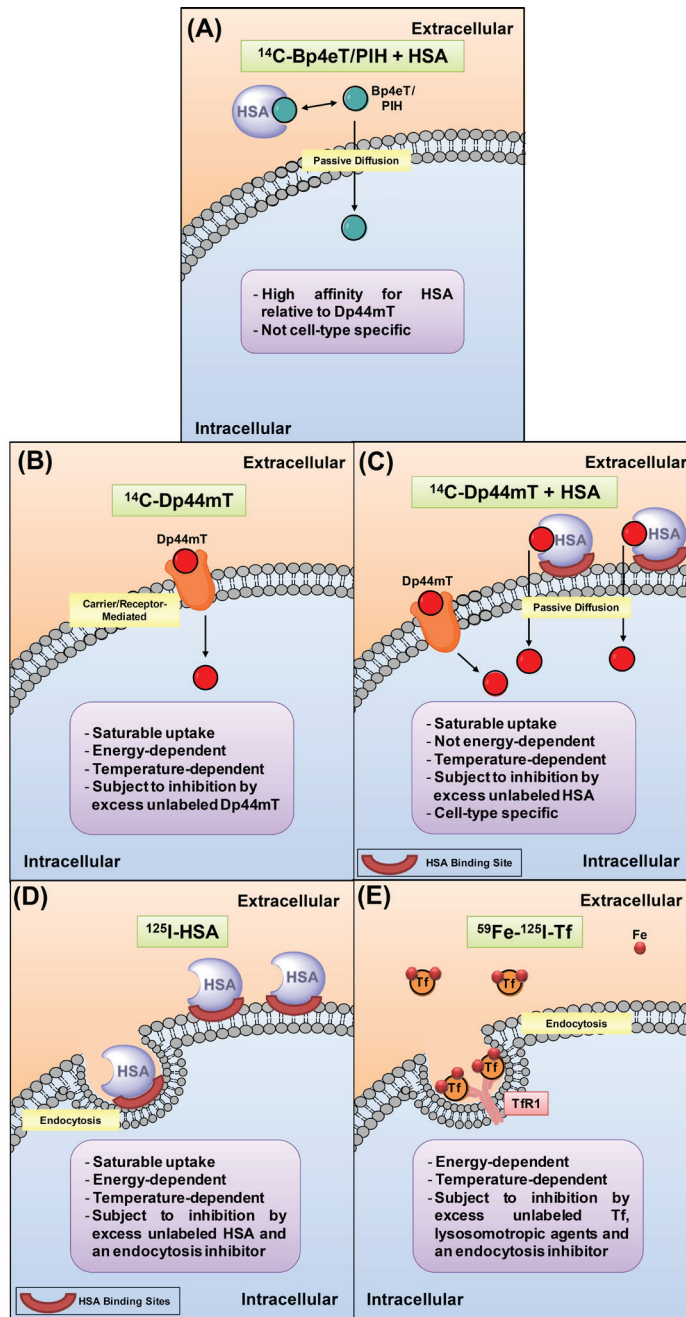 (A)
Extracellular
¹⁴C-Bp4eT/PIH + HSA
HSA
Bp4eT/
PIH
Passive Diffusion
- High affinity for HSA
relative to Dp44mT
- Not cell-type specific
Intracellular
(B)
Extracellular
¹⁴C-Dp44mT
Dp44mT
Carrier/Receptor-
Mediated
- Saturable uptake
- Energy-dependent
- Temperature-dependent
- Subject to inhibition by
excess unlabeled Dp44mT
Intracellular
(C)
Extracellular
¹⁴C-Dp44mT + HSA
HSA
HSA
Dp44mT
Passive Diffusion
- Saturable uptake
- Not energy-dependent
- Temperature-dependent
- Subject to inhibition by
excess unlabeled HSA
- Cell-type specific
HSA Binding Site
Intracellular
(D)
Extracellular
¹²⁵I-HSA
HSA
HSA
HSA
Endocytosis
- Saturable uptake
- Energy-dependent
- Temperature-dependent
- Subject to inhibition by
excess unlabeled HSA and
an endocytosis inhibitor
HSA Binding Sites
Intracellular
(E)
Extracellular
⁵⁹Fe-¹²⁵I-Tf
Fe
Tf
Tf
Endocytosis
Tf
Tf
TfR1
- Energy-dependent
- Temperature-dependent
- Subject to inhibition by
excess unlabeled Tf,
lysosomotropic agents and
an endocytosis inhibitor
Intracellular